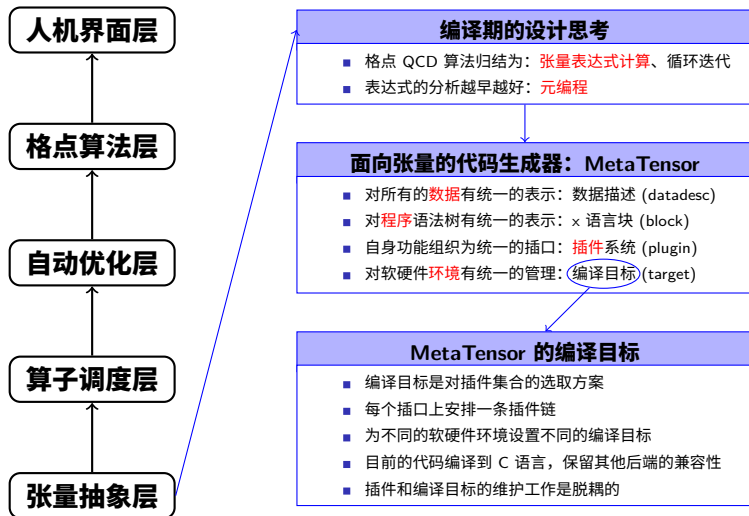 人机界面层
格点算法层
自动优化层
算子调度层
张量抽象层
编译期的设计思考
格点 QCD 算法归结为：张量表达式计算、循环迭代
表达式的分析越早越好：元编程
面向张量的代码生成器：MetaTensor
对所有的数据有统一的表示：数据描述 (datadesc)
对程序语法树有统一的表示：x 语言块 (block)
自身功能组织为统一的插口：插件系统 (plugin)
对软硬件环境有统一的管理：编译目标 (target)
MetaTensor 的编译目标
编译目标是对插件集合的选取方案
每个插口上安排一条插件链
为不同的软硬件环境设置不同的编译目标
目前的代码编译到 C 语言，保留其他后端的兼容性
插件和编译目标的维护工作是脱耦的